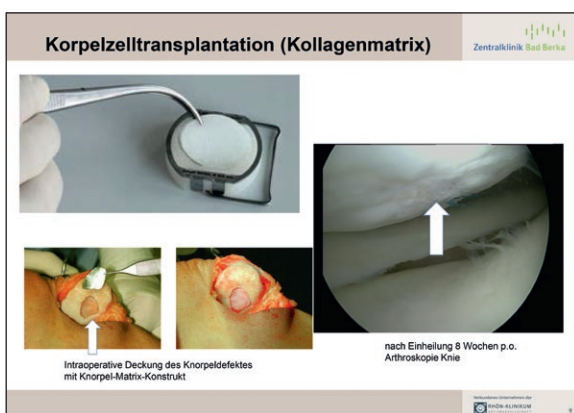 Korpelzelltransplantation (Kollagenmatrix)
Zentralklinik Bad Berka
Intraoperative Deckung des Knorpeldefektes
mit Knorpel-Matrix-Konstrukt
nach Einheilung 8 Wochen p.o.
Arthroskopie Knie
RHÖN-KLINIKUM